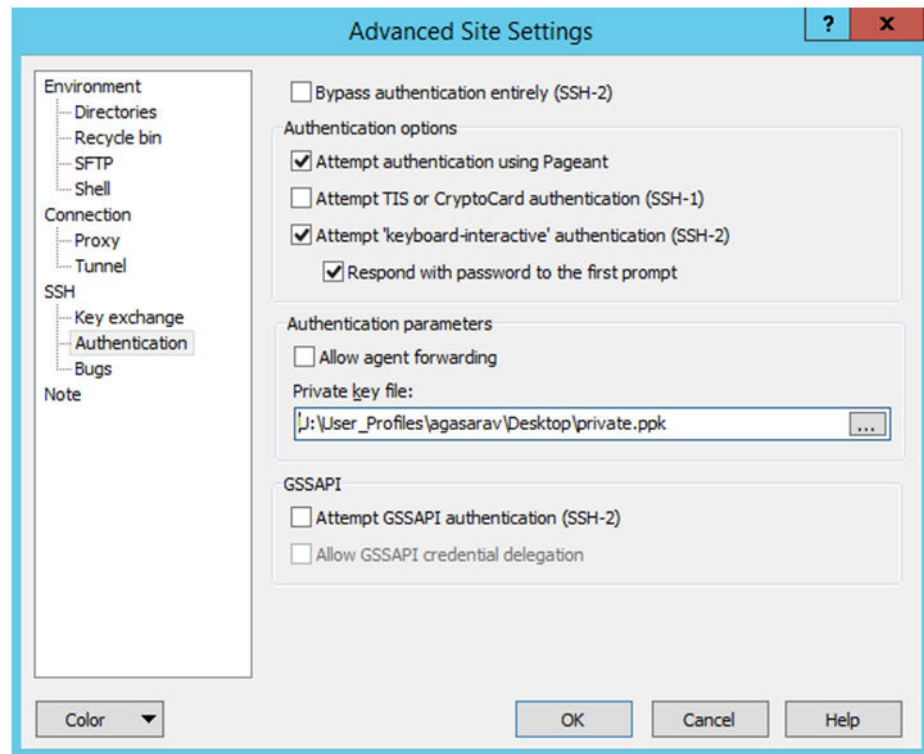 Advanced Site Settings
?
x
Environment
Directories
Recycle bin
SFTP
Shell
Connection
Proxy
Tunnel
SSH
Key exchange
Authentication
Bugs
Note
Bypass authentication entirely (SSH-2)
Authentication options
Attempt authentication using Pageant
Attempt TIS or CryptoCard authentication (SSH-1)
Attempt 'keyboard-interactive' authentication (SSH-2)
Respond with password to the first prompt
Authentication parameters
Allow agent forwarding
Private key file:
U:\User_Profiles\agasarav\Desktop\private.ppk
...
GSSAPI
Attempt GSSAPI authentication (SSH-2)
Allow GSSAPI credential delegation
Color
OK
Cancel
Help